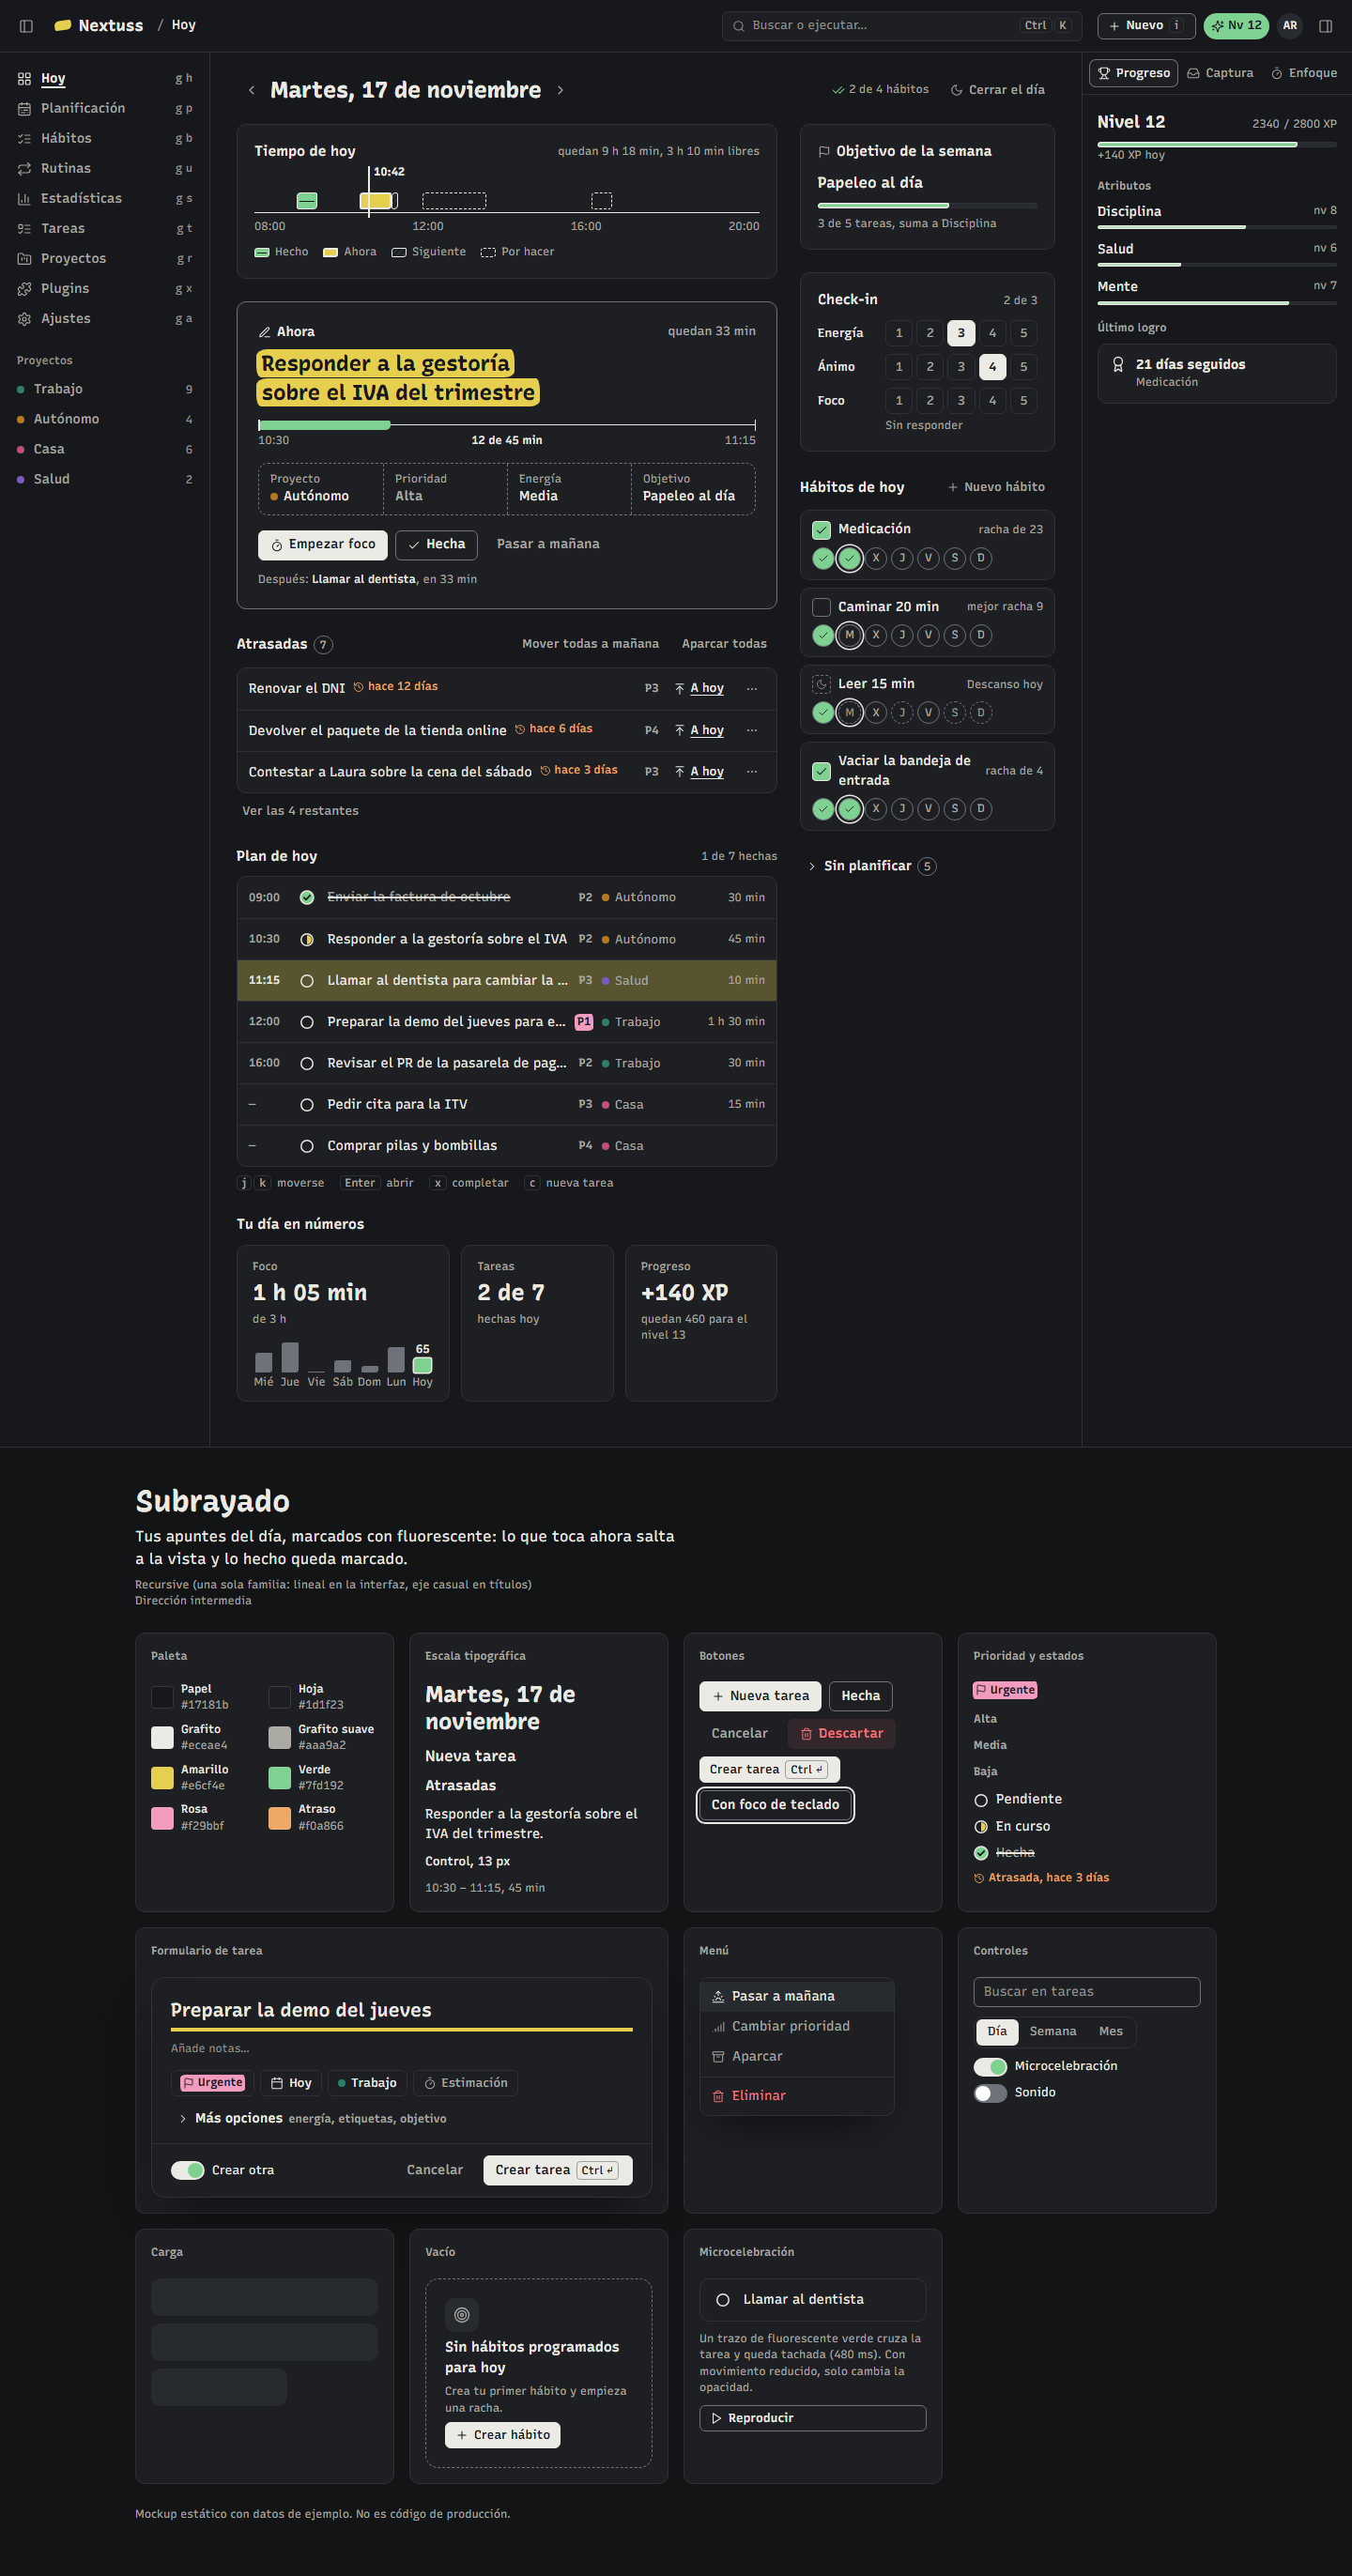 Nextuss / Hoy
Buscar o ejecutar... Ctrl K
+ Nuevo i
Nv 12
AR
Hoy g h
Planificación g p
Hábitos g b
Rutinas g u
Estadísticas g s
Tareas g t
Proyectos g r
Plugins g x
Ajustes g a
Proyectos
Trabajo 9
Autónomo 4
Casa 6
Salud 2
Martes, 17 de noviembre
2 de 4 hábitos
Cerrar el día
Tiempo de hoy
quedan 9 h 18 min, 3 h 10 min libres
10:42
08:00 12:00 16:00 20:00
Hecho Ahora Siguiente Por hacer
Ahora
quedan 33 min
Responder a la gestoría
sobre el IVA del trimestre
10:30 12 de 45 min 11:15
Proyecto Prioridad Energía Objetivo
Autónomo Alta Media Papeleo al día
Empezar foco Hecha Pasar a mañana
Después: Llamar al dentista, en 33 min
Atrasadas 7
Mover todas a mañana Aparcar todas
Renovar el DNI hace 12 días P3 A hoy ...
Devolver el paquete de la tienda online hace 6 días P4 A hoy ...
Contestar a Laura sobre la cena del sábado hace 3 días P3 A hoy ...
Ver las 4 restantes
Plan de hoy 1 de 7 hechas
09:00 Enviar la factura de octubre P2 Autónomo 30 min
10:30 Responder a la gestoría sobre el IVA P2 Autónomo 45 min
11:15 Llamar al dentista para cambiar la ... P3 Salud 10 min
12:00 Preparar la demo del jueves para e... P1 Trabajo 1 h 30 min
16:00 Revisar el PR de la pasarela de pag... P2 Trabajo 30 min
— Pedir cita para la ITV P3 Casa 15 min
— Comprar pilas y bombillas P4 Casa
j k moverse Enter abrir x completar c nueva tarea
Tu día en números
Foco
1 h 05 min
de 3 h
65
Mié Jue Vie Sáb Dom Lun Hoy
Tareas
2 de 7
hechas hoy
Progreso
+140 XP
quedan 460 para el
nivel 13
Objetivo de la semana
Papeleo al día
3 de 5 tareas, suma a Disciplina
Check-in 2 de 3
Energía 1 2 3 4 5
Ánimo 1 2 3 4 5
Foco 1 2 3 4 5
Sin responder
Hábitos de hoy + Nuevo hábito
Medicación racha de 23
X J V S D
Caminar 20 min mejor racha 9
M X J V S D
Leer 15 min Descanso hoy
M X J V S D
Vaciar la bandeja de
entrada
racha de 4
X J V S D
Sin planificar 5
Progreso Captura Enfoque
Nivel 12 2340 / 2800 XP
+140 XP hoy
Atributos
Disciplina nv 8
Salud nv 6
Mente nv 7
Último logro
21 días seguidos
Medicación
Subrayado
Tus apuntes del día, marcados con fluorescente: lo que toca ahora salta
a la vista y lo hecho queda marcado.
Recursive (una sola familia: lineal en la interfaz, eje casual en títulos)
Dirección intermedia
Paleta
Papel
#17181b
Hoja
#1d1f23
Grafito
#eceae4
Grafito suave
#aaa9a2
Amarillo
#e6cf4e
Verde
#7fd192
Rosa
#f29bbf
Atraso
#f0a866
Escala tipográfica
Martes, 17 de
noviembre
Nueva tarea
Atrasadas
Responder a la gestoría sobre el
IVA del trimestre.
Control, 13 px
10:30 – 11:15, 45 min
Botones
+ Nueva tarea Hecha
Cancelar Descartar
Crear tarea Ctrl ↵
Con foco de teclado
Prioridad y estados
Urgente
Alta
Media
Baja
Pendiente
En curso
Hecha
Atrasada, hace 3 días
Formulario de tarea
Preparar la demo del jueves
Añade notas...
Urgente Hoy Trabajo Estimación
Más opciones energía, etiquetas, objetivo
Crear otra Cancelar Crear tarea Ctrl ↵
Menú
Pasar a mañana
Cambiar prioridad
Aparcar
Eliminar
Controles
Buscar en tareas
Día Semana Mes
Microcelebración
Sonido
Carga
Vacío
Sin hábitos programados
para hoy
Crea tu primer hábito y empieza
una racha.
+ Crear hábito
Microcelebración
Llamar al dentista
Un trazo de fluorescente verde cruza la
tarea y queda tachada (480 ms). Con
movimiento reducido, solo cambia la
opacidad.
Reproducir
Mockup estático con datos de ejemplo. No es código de producción.